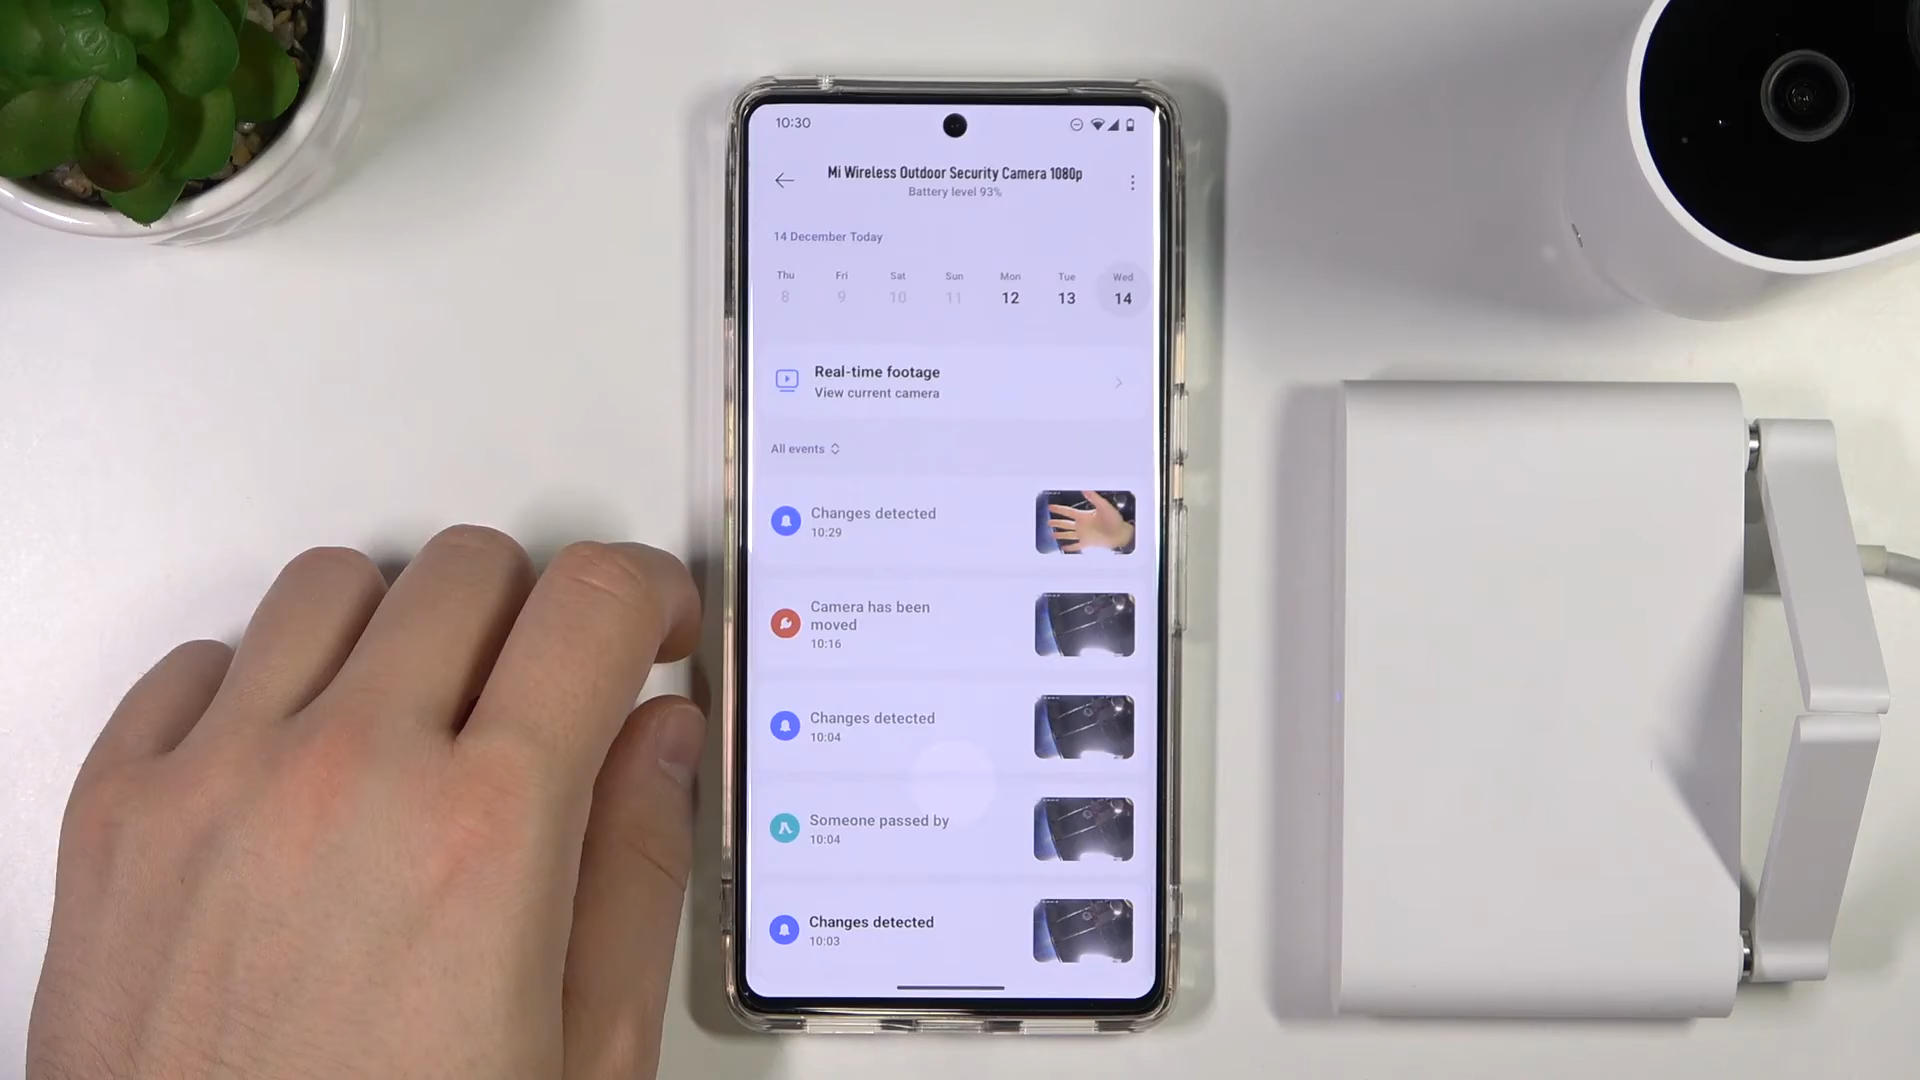 10:30
Mi Wireless Outdoor Security Camera 1080p
Battery level 93%
14 December Today
Thu Fri Sat Sun Mon Tue Wed
8 9 10 11 12 13 14
Real-time footage
View current camera
All events
Changes detected
10:29
Camera has been
moved
10:16
Changes detected
10:04
Someone passed by
10:04
Changes detected
10:03